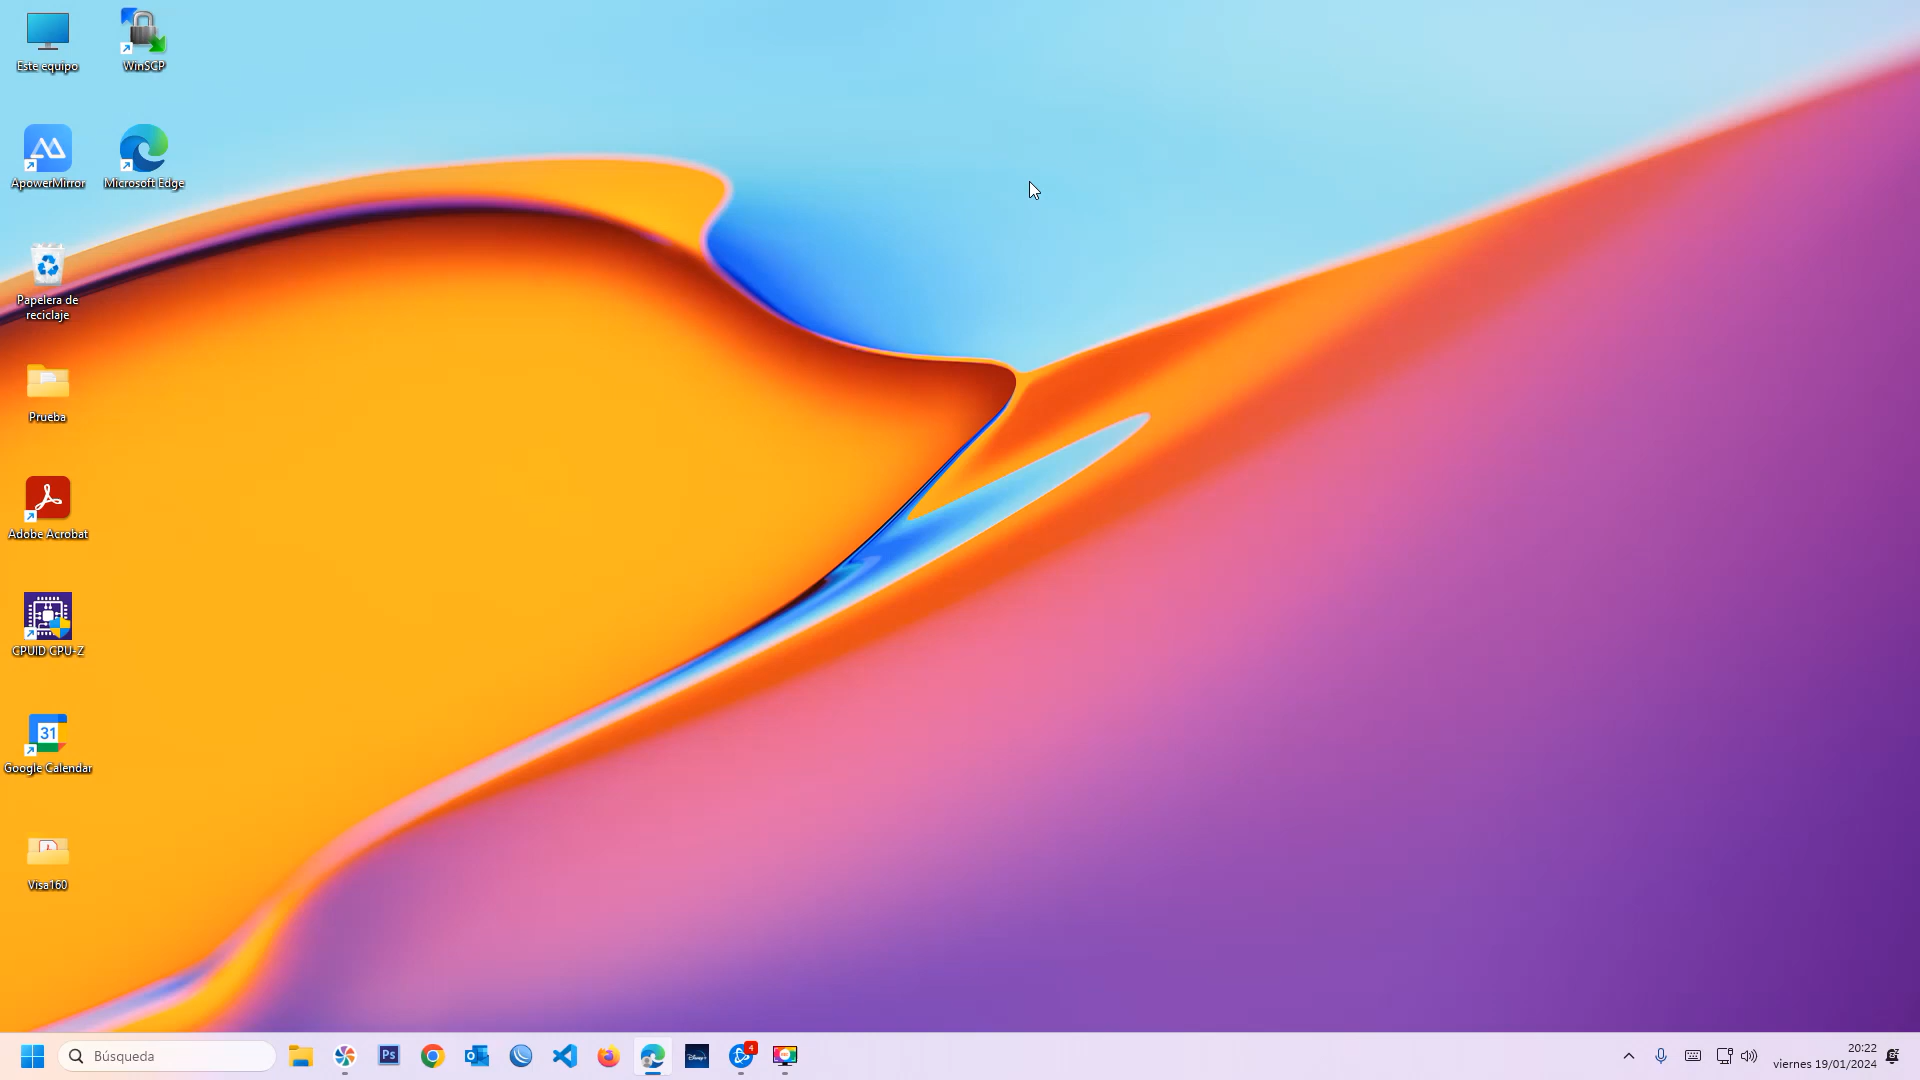 Este equipo
WinSCP
ApowerMirror
Microsoft Edge
Papelera de
reciclaje
Prueba
Adobe Acrobat
CPUID CPU-Z
31
Google Calendar
Visa160
Búsqueda
Ps
Disney+
4
20:22
viernes 19/01/2024